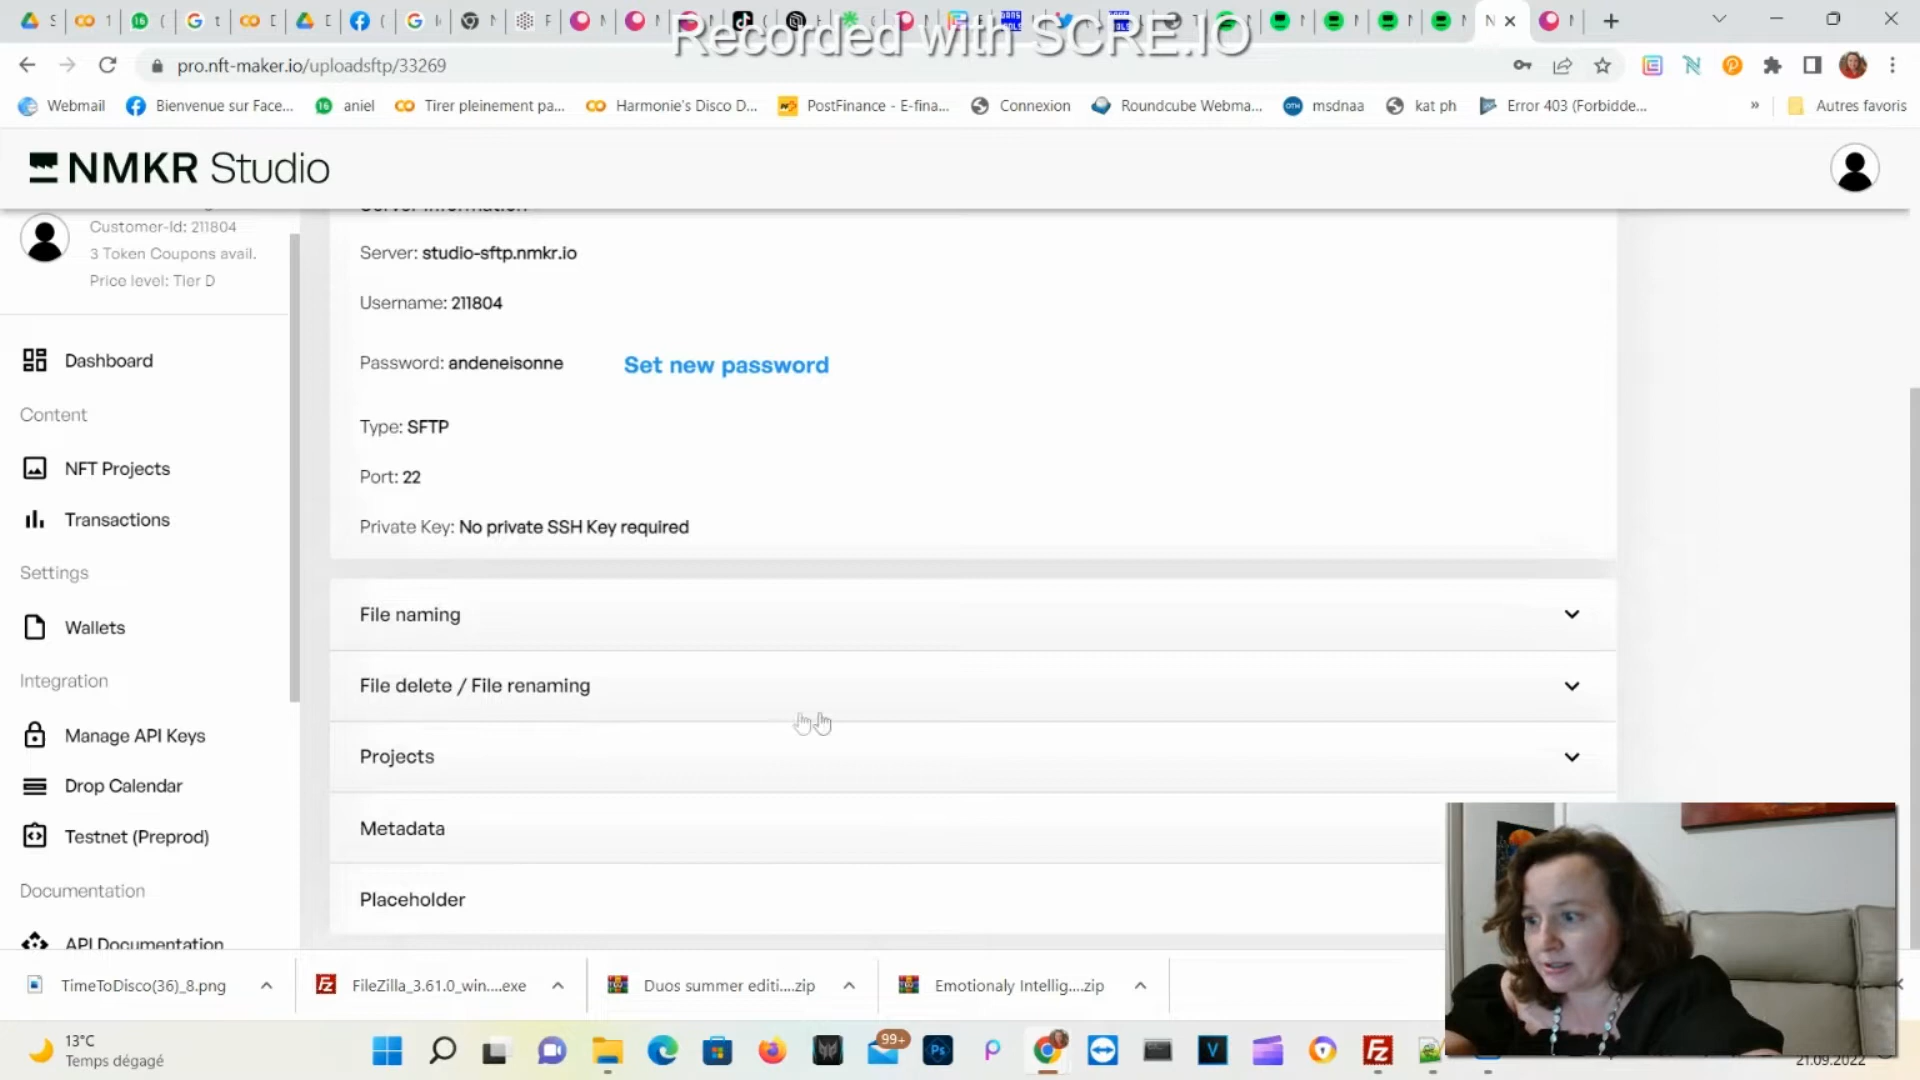 Recorded with SCRE.IO
pro.nft-maker.io/uploadsftp/33269
Webmail
Bienvenue sur Face...
aniel
Tirer pleinement pa...
Harmonie's Disco D...
PostFinance - E-fina...
Connexion
Roundcube Webma...
msdnaa
kat ph
Error 403 (Forbidde...
»
Autres favoris
NMKR Studio
Customer-Id: 211804
3 Token Coupons avail.
Price level: Tier D
Dashboard
Content
NFT Projects
Transactions
Settings
Wallets
Integration
Manage API Keys
Drop Calendar
Testnet (Preprod)
Documentation
API Documentation
Server Information
Server: studio-sftp.nmkr.io
Username: 211804
Password: andeneisonne
Set new password
Type: SFTP
Port: 22
Private Key: No private SSH Key required
File naming
File delete / File renaming
Projects
Metadata
Placeholder
TimeToDisco(36)_8.png
FileZilla_3.61.0_win....exe
Duos summer editi....zip
Emotionaly Intellig....zip
13°C
Temps dégagé
99+
21.09.2022